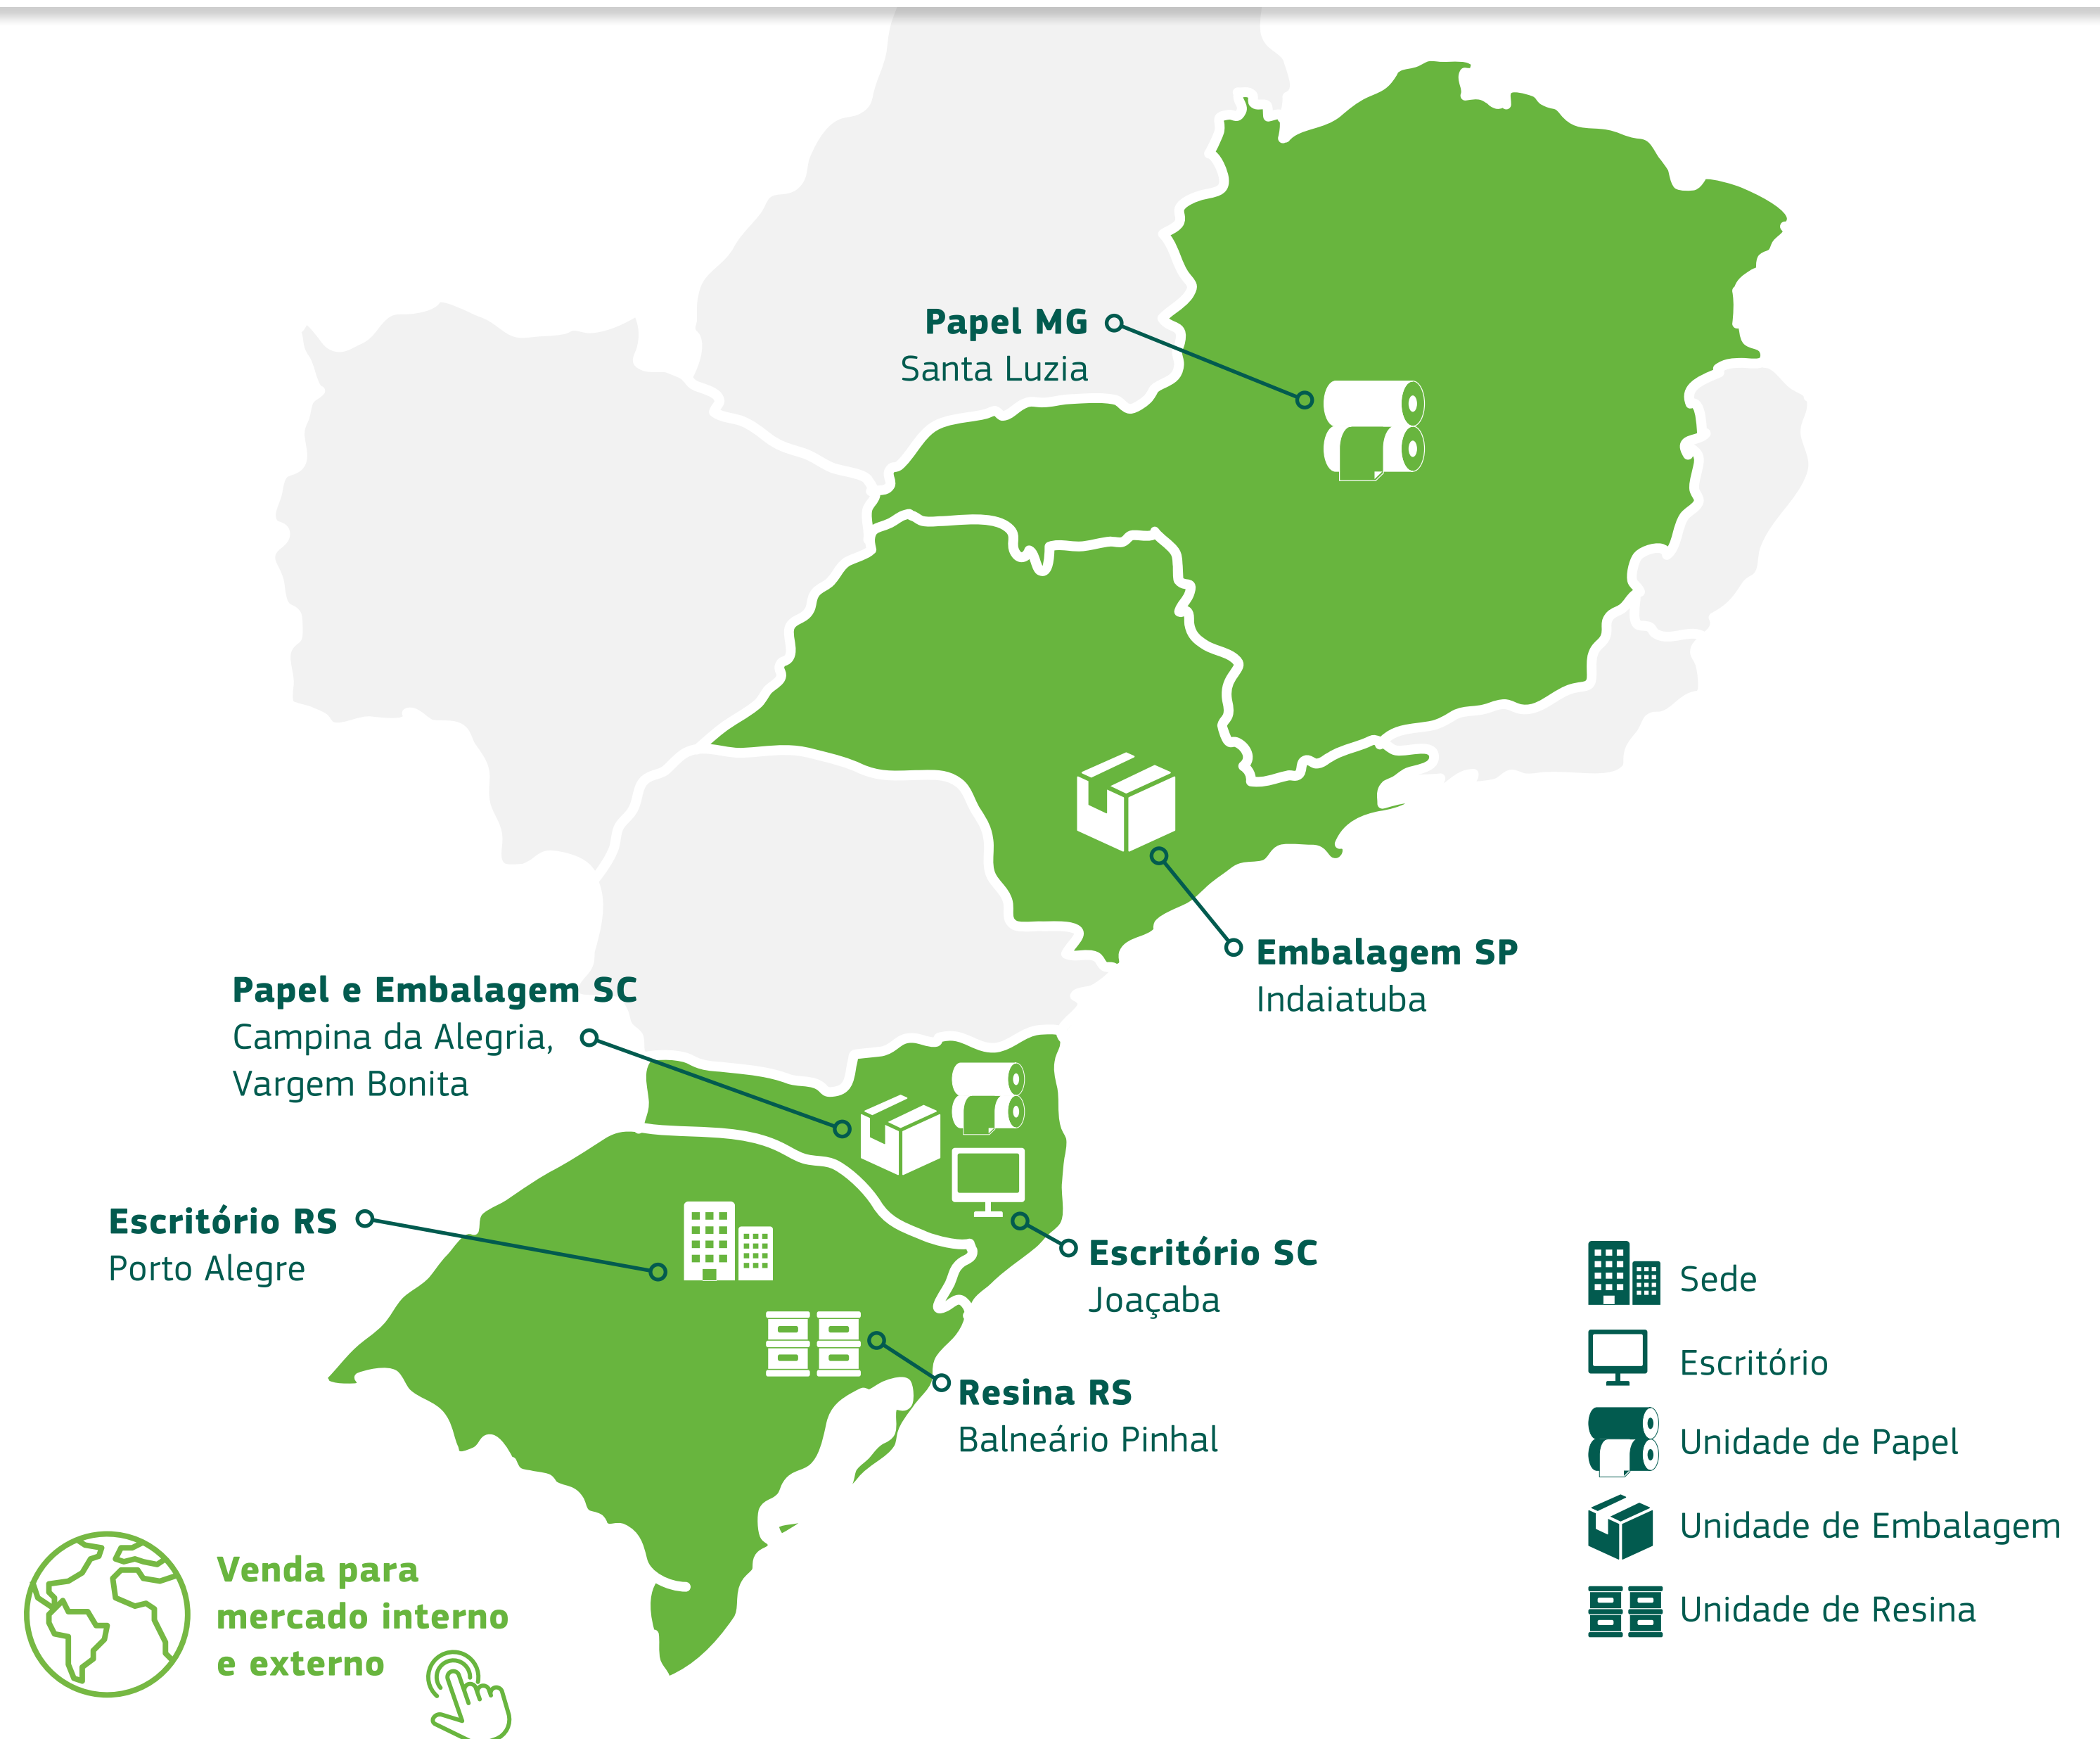 Papel MG
Santa Luzia
Embalagem SP
Indaiatuba
Papel e Embalagem SC
Campina da Alegria,
Vargem Bonita
Escritório RS
Porto Alegre
Escritório SC
Joaçaba
Resina RS
Balneário Pinhal
Sede
Escritório
Unidade de Papel
Unidade de Embalagem
Unidade de Resina
Venda para
mercado interno
e externo